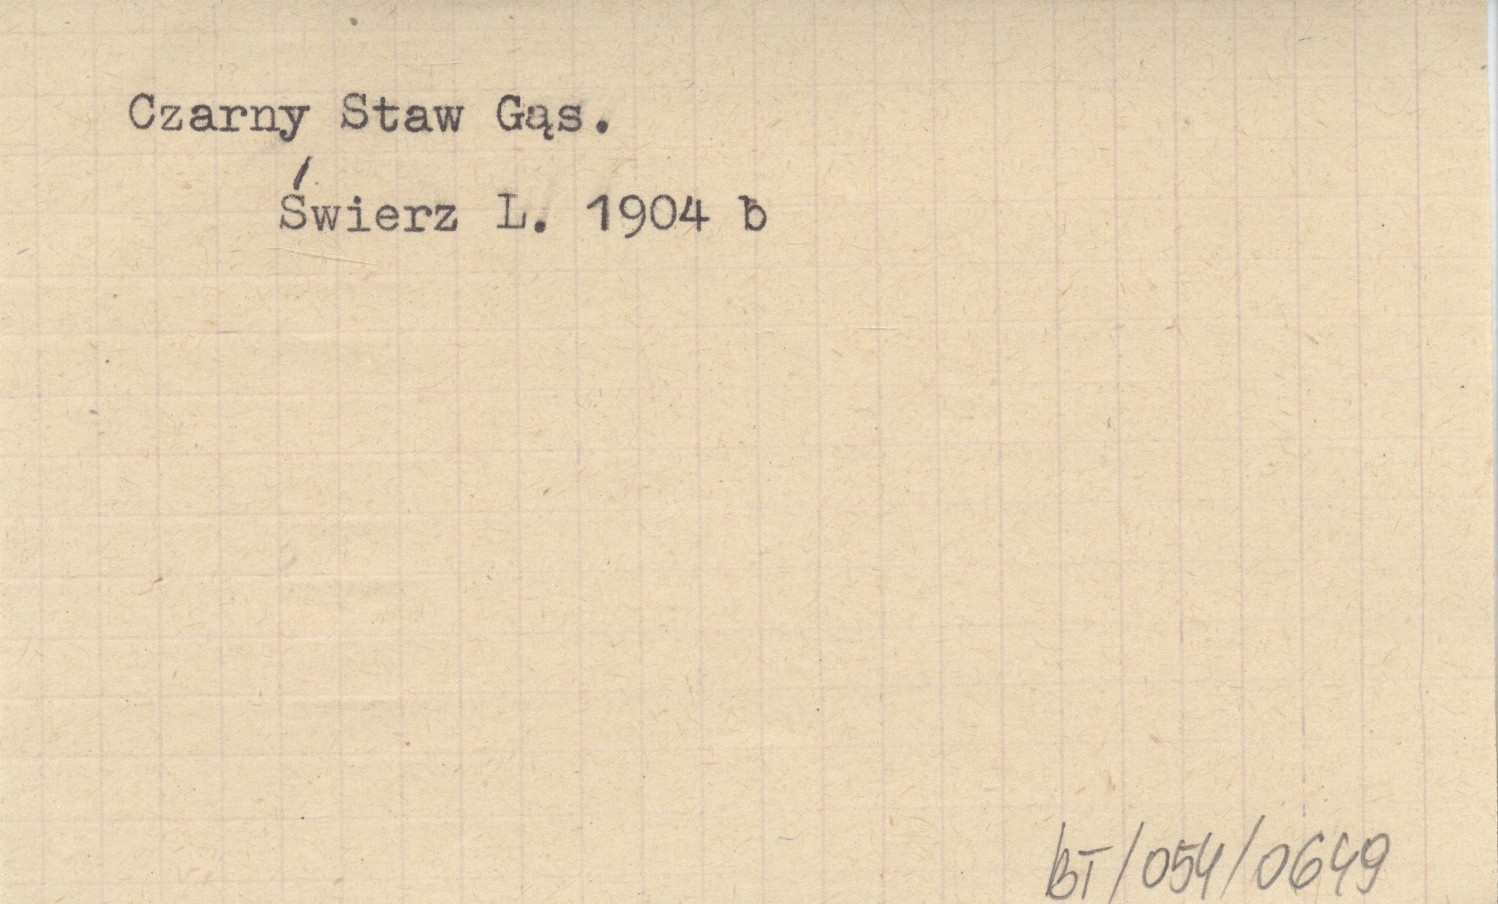 Czarny Staw Gąs.
Świerz L. 1904 b
BT/054/0649